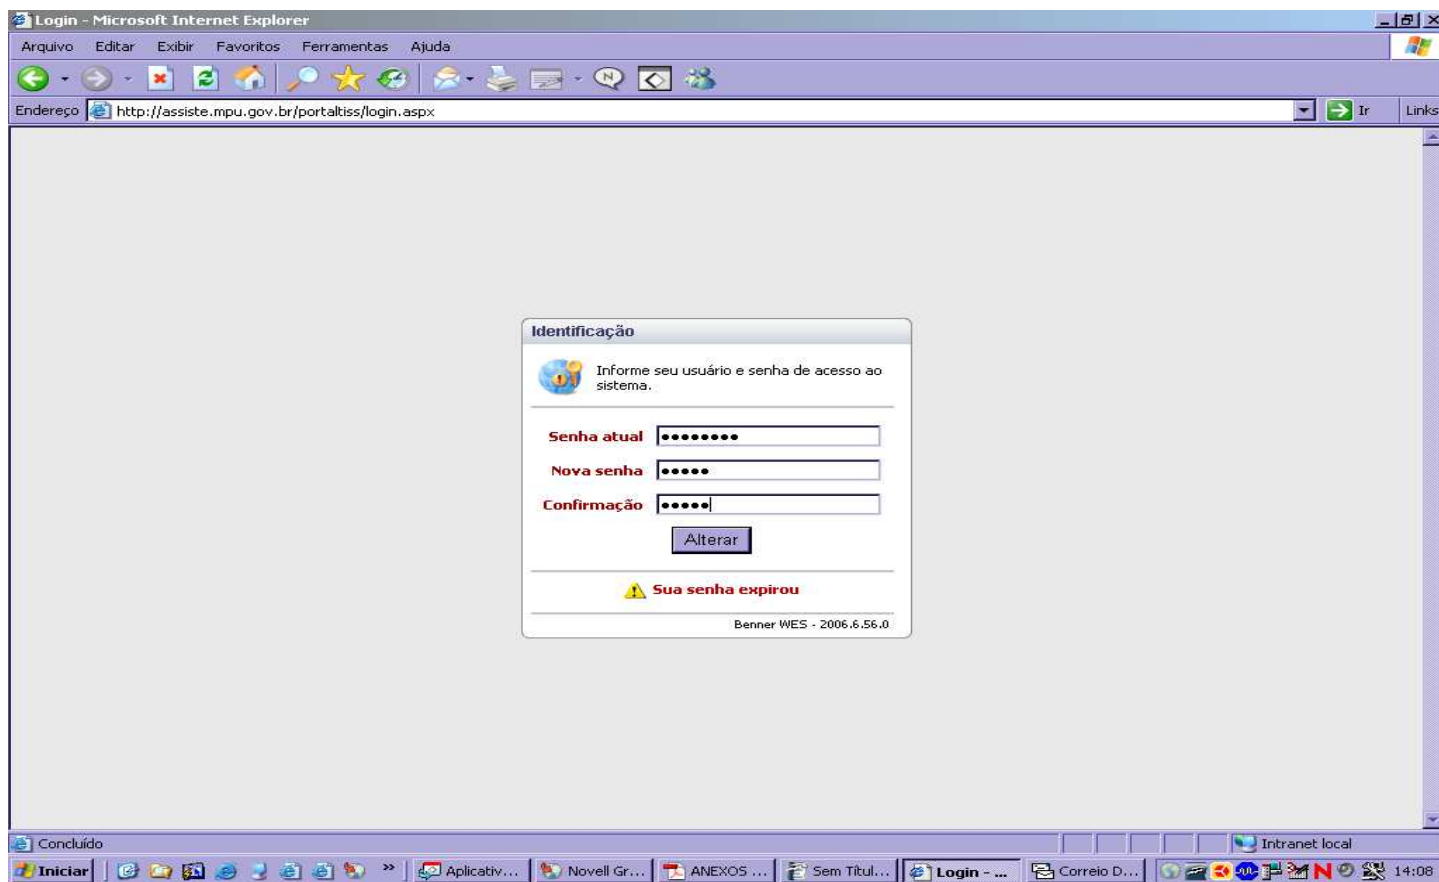 Login - Microsoft Internet Explorer
Arquivo Editar Exibir Favoritos Ferramentas Ajuda
Endereço http://assiste.mpu.gov.br/portaltiss/login.aspx Ir Links
Identificação
Informe seu usuário e senha de acesso ao
sistema.
Senha atual ••••••••
Nova senha •••••
Confirmação •••••
Alterar
Sua senha expirou
Benner WES - 2006.6.56.0
Concluído Intranet local
Iniciar » Aplicativ... Novell Gr... ANEXOS ... Sem Títul... Login - ... Correio D... N 14:08